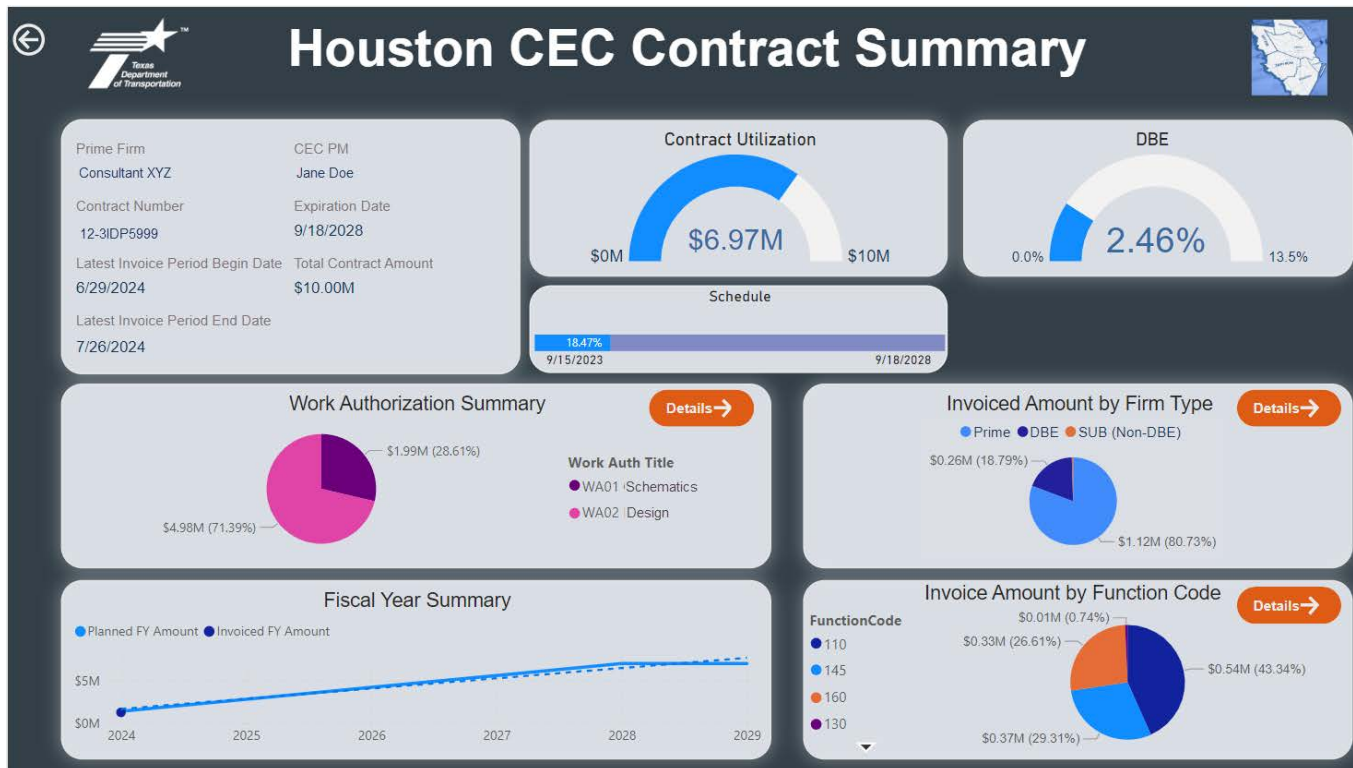 Texas
Department
of Transportation
™
Houston CEC Contract Summary
Prime Firm
Consultant XYZ
CEC PM
Jane Doe
Contract Number
12-3IDP5999
Expiration Date
9/18/2028
Latest Invoice Period Begin Date
6/29/2024
Total Contract Amount
$10.00M
Latest Invoice Period End Date
7/26/2024
Contract Utilization
$6.97M
$0M
$10M
DBE
2.46%
0.0%
13.5%
Schedule
18.47%
9/15/2023
9/18/2028
Work Authorization Summary
Details
$1.99M (28.61%)
$4.98M (71.39%)
Work Auth Title
WA01 Schematics
WA02 Design
Invoiced Amount by Firm Type
Details
Prime DBE SUB (Non-DBE)
$0.26M (18.79%)
$1.12M (80.73%)
Fiscal Year Summary
Planned FY Amount Invoiced FY Amount
$5M
$0M
2024 2025 2026 2027 2028 2029
Invoice Amount by Function Code
Details
FunctionCode
110
145
160
130
$0.01M (0.74%)
$0.33M (26.61%)
$0.54M (43.34%)
$0.37M (29.31%)